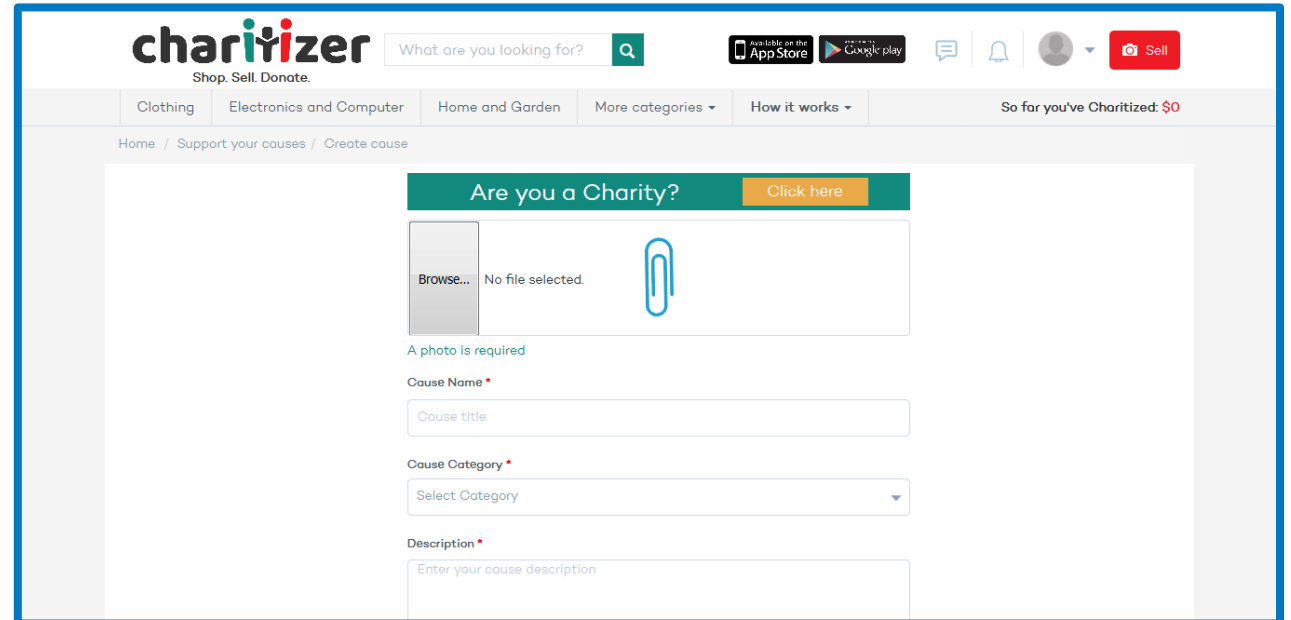 charitizer
Shop. Sell. Donate.
What are you looking for?
Available on the
App Store
Google play
Sell
Clothing
Electronics and Computer
Home and Garden
More categories
How it works
So far you've Charitized: $0
Home / Support your causes / Create cause
Are you a Charity?
Click here
Browse...
No file selected.
A photo is required
Cause Name *
Cause title
Cause Category *
Select Category
Description *
Enter your cause description